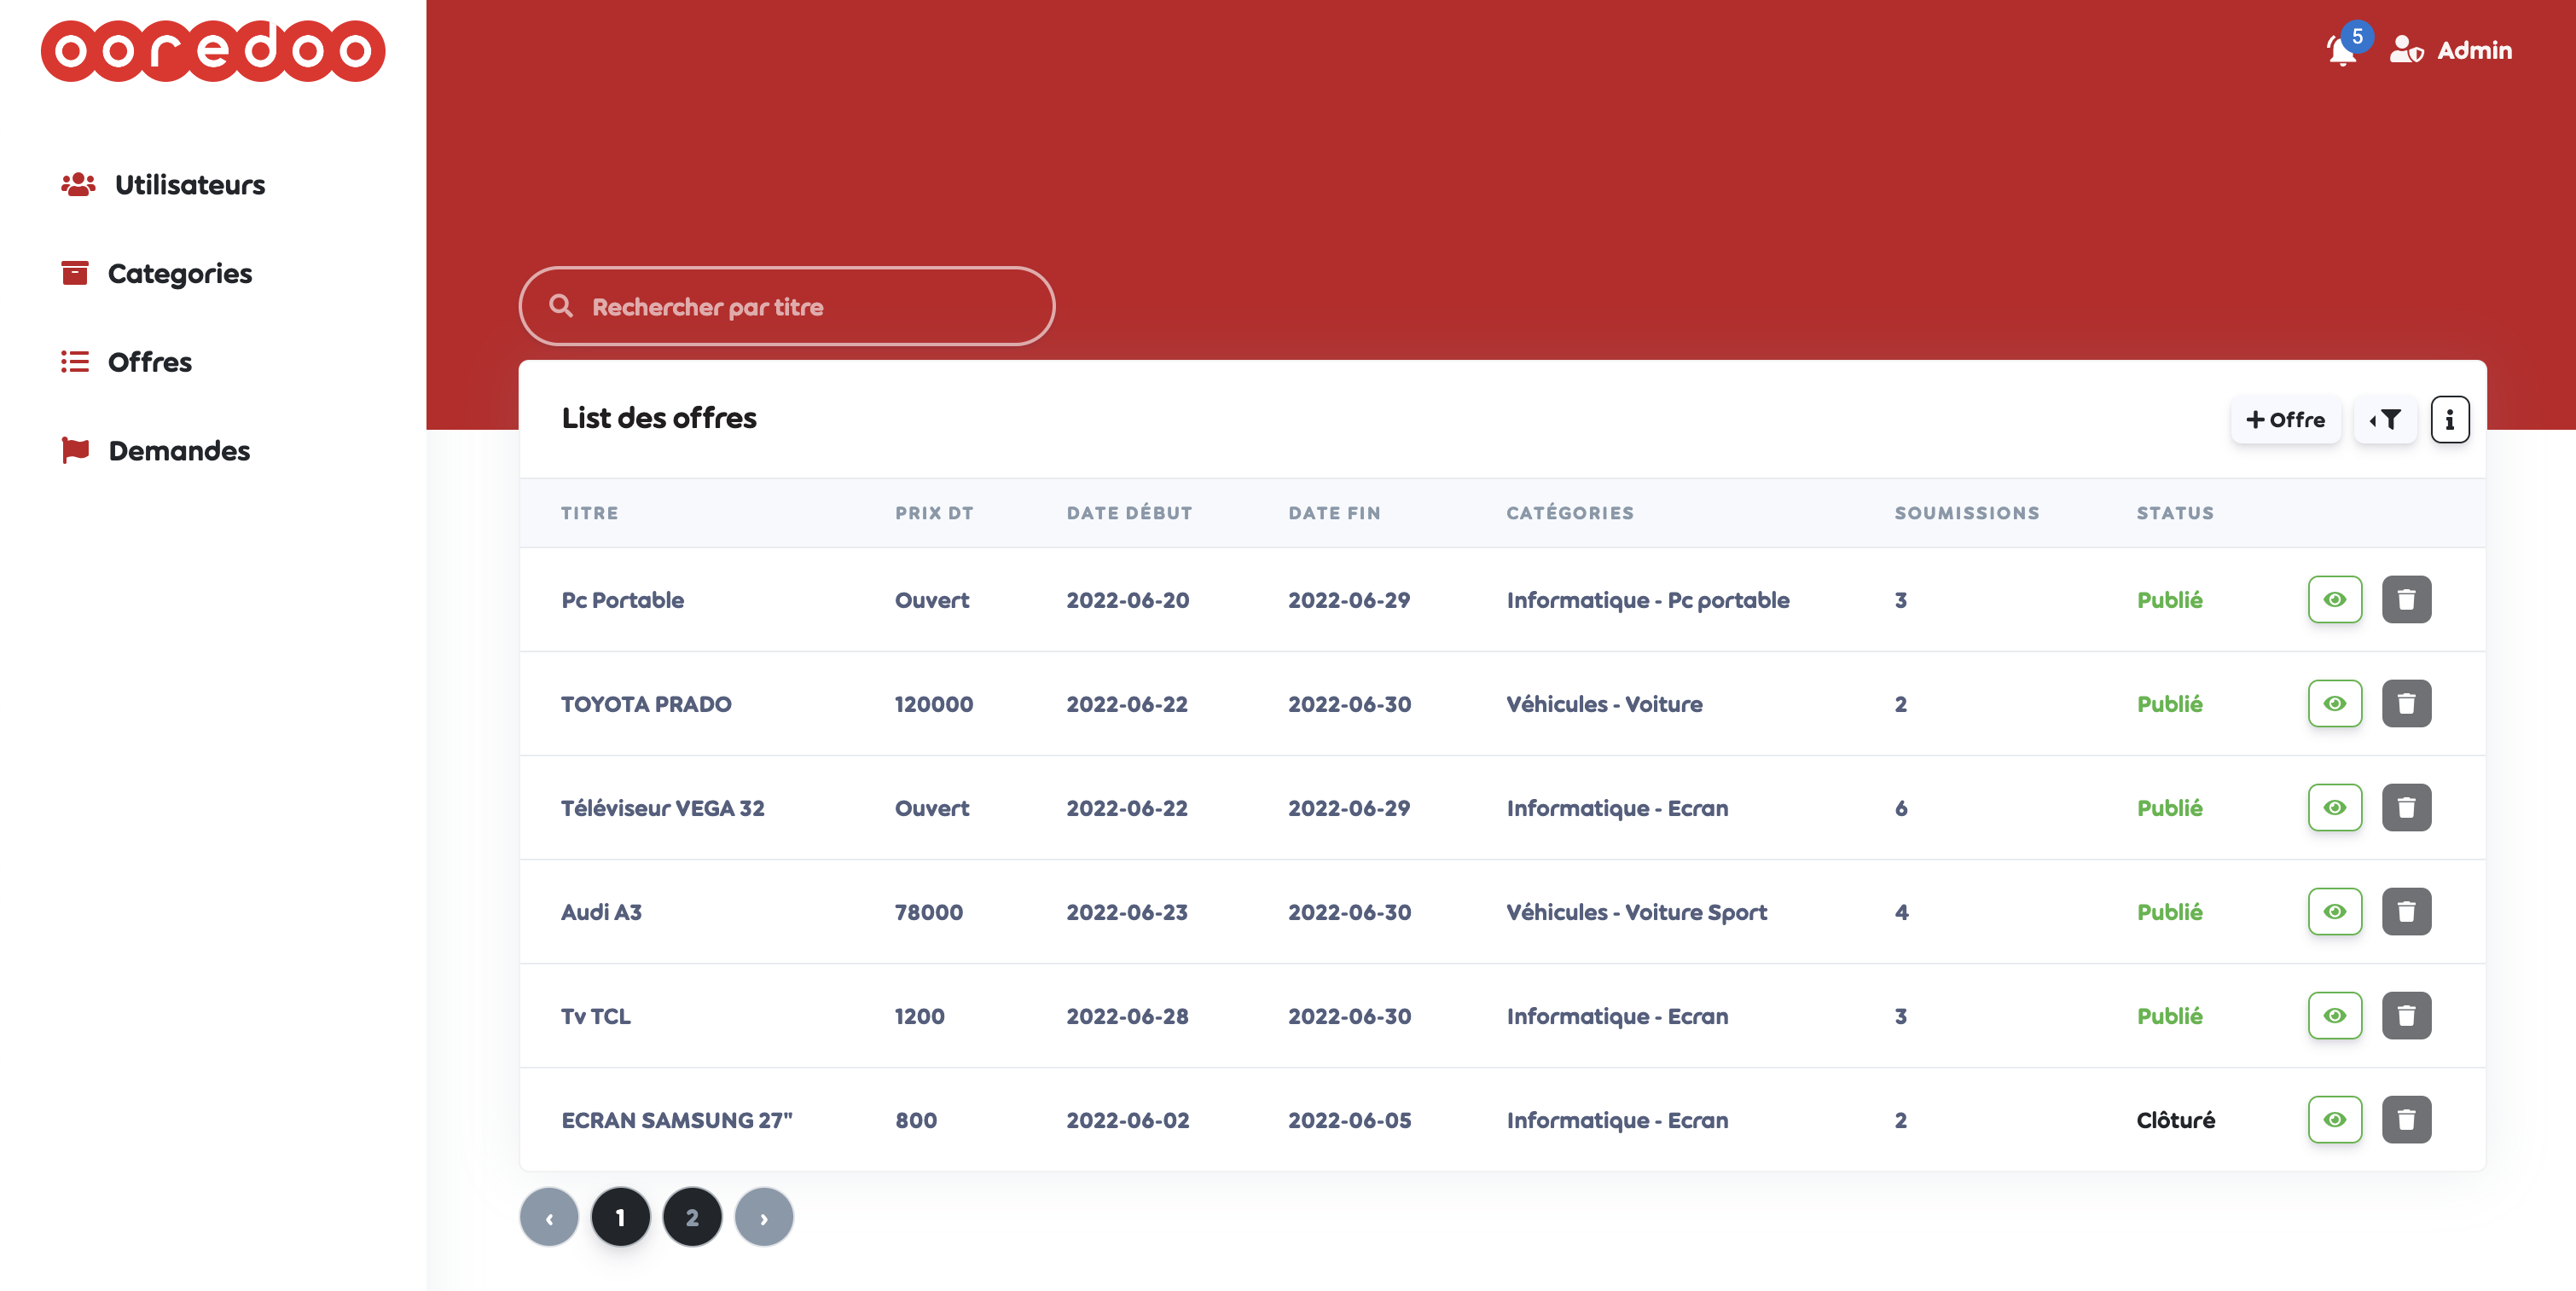 ooredoo
5
Admin
Utilisateurs
Categories
Offres
Demandes
Rechercher par titre
List des offres
+ Offre
i
TITRE PRIX DT DATE DÉBUT DATE FIN CATÉGORIES SOUMISSIONS STATUS
Pc Portable Ouvert 2022-06-20 2022-06-29 Informatique - Pc portable 3 Publié
TOYOTA PRADO 120000 2022-06-22 2022-06-30 Véhicules - Voiture 2 Publié
Téléviseur VEGA 32 Ouvert 2022-06-22 2022-06-29 Informatique - Ecran 6 Publié
Audi A3 78000 2022-06-23 2022-06-30 Véhicules - Voiture Sport 4 Publié
Tv TCL 1200 2022-06-28 2022-06-30 Informatique - Ecran 3 Publié
ECRAN SAMSUNG 27" 800 2022-06-02 2022-06-05 Informatique - Ecran 2 Clôturé
‹ 1 2 ›